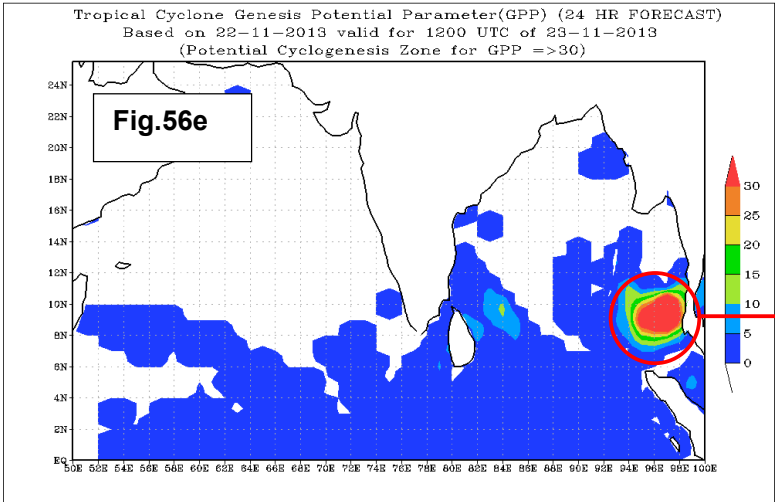 Tropical Cyclone Genesis Potential Parameter(GPP) (24 HR FORECAST)
Based on 22-11-2013 valid for 1200 UTC of 23-11-2013
(Potential Cyclogenesis Zone for GPP =>30)
Fig.56e
24N
22N
20N
18N
16N
14N
12N
10N
8N
6N
4N
2N
EQ
50E 52E 54E 56E 58E 60E 62E 64E 66E 68E 70E 72E 74E 76E 78E 80E 82E 84E 86E 88E 90E 92E 94E 96E 98E 100E
30
25
20
15
10
5
0